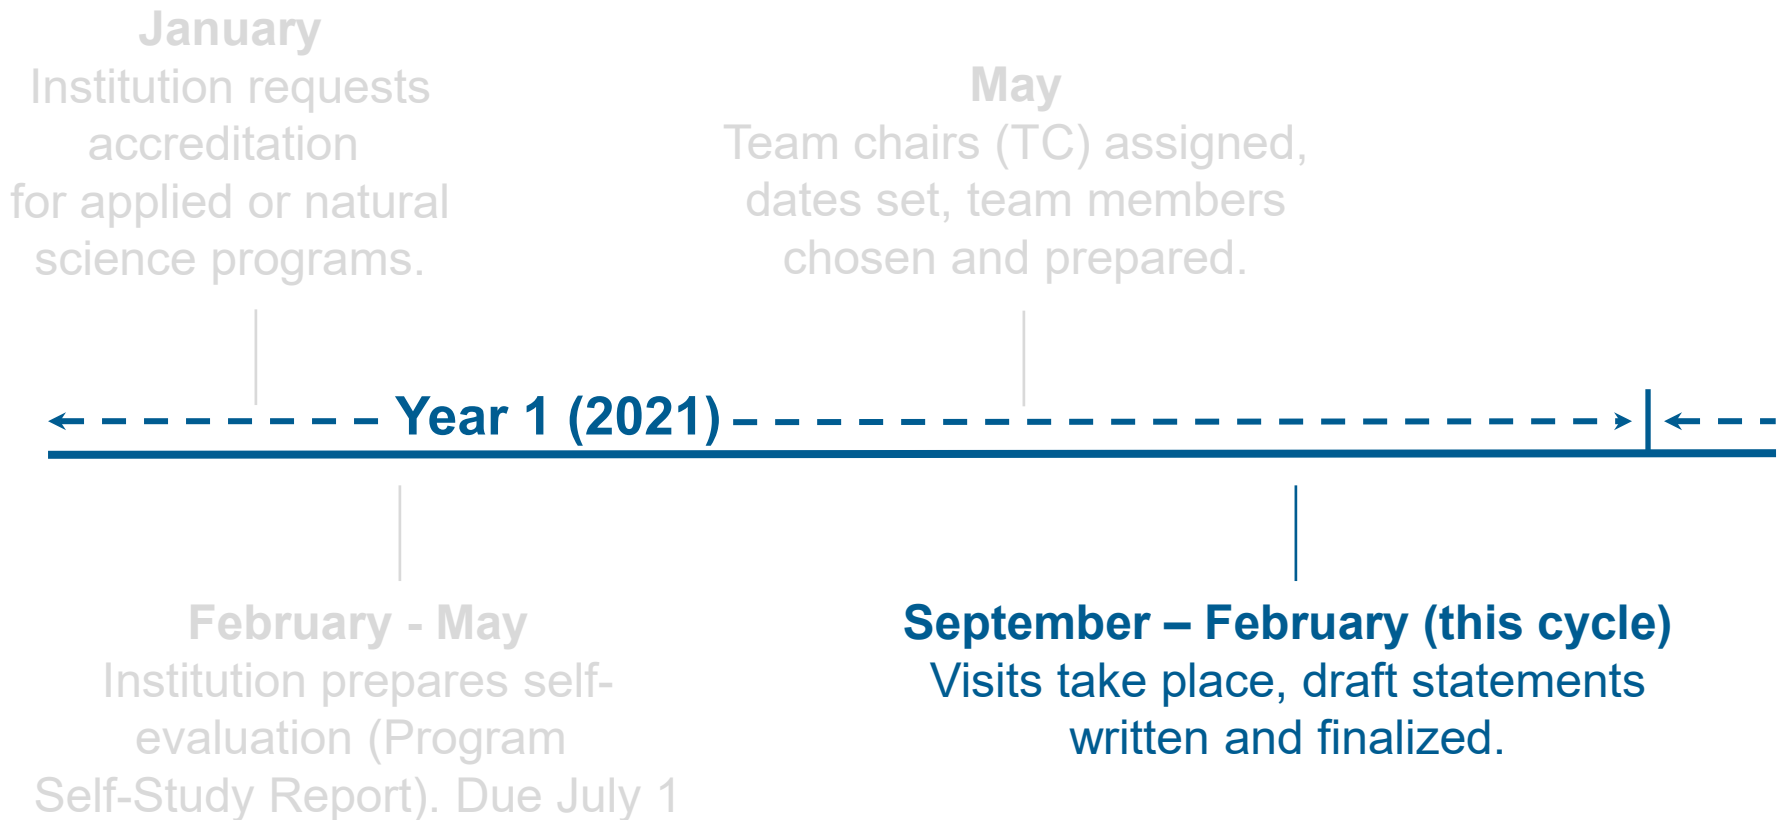 January
Institution requests
accreditation
for applied or natural
science programs.
May
Team chairs (TC) assigned,
dates set, team members
chosen and prepared.
Year 1 (2021)
February - May
Institution prepares self-
evaluation (Program
Self-Study Report). Due July 1
September – February (this cycle)
Visits take place, draft statements
written and finalized.